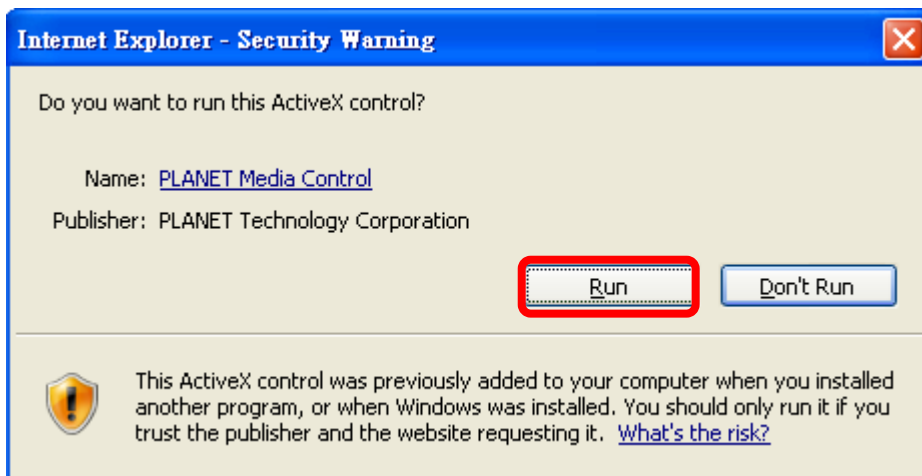 Internet Explorer - Security Warning
Do you want to run this ActiveX control?
Name: PLANET Media Control
Publisher: PLANET Technology Corporation
Run Don't Run
This ActiveX control was previously added to your computer when you installed
another program, or when Windows was installed. You should only run it if you
trust the publisher and the website requesting it. What's the risk?